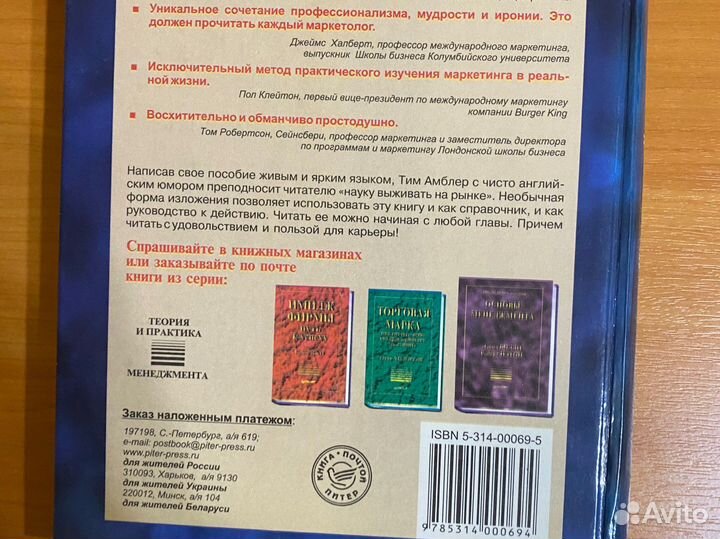 Уникальное сочетание профессионализма, мудрости и иронии. Это
должен прочитать каждый маркетолог.
Джеймс Халберт, профессор международного маркетинга,
выпускник Школы бизнеса Колумбийского университета
Исключительный метод практического изучения маркетинга в реаль-
ной жизни.
Пол Клейтон, первый вице-президент по международному маркетингу
компании Burger King
Восхитительно и обманчиво простодушно.
Том Робертсон, Сейнсбери, профессор маркетинга и заместитель директора
по программам и маркетингу Лондонской школы бизнеса
Написав свое пособие живым и ярким языком, Тим Амблер с чисто англий-
ским юмором преподносит читателю «науку выживать на рынке». Необычная
форма изложения позволяет использовать эту книгу и как справочник, и как
руководство к действию. Читать ее можно начиная с любой главы. Причем
читать с удовольствием и пользой для карьеры!
Спрашивайте в книжных магазинах
или заказывайте по почте
книги из серии:
ТЕОРИЯ
И ПРАКТИКА
МЕНЕДЖМЕНТА
ИМИДЖ
ФИРМЫ
ТОРГОВАЯ
МАРКА
ОСНОВЫ
МЕНЕДЖМЕНТА
Заказ наложенным платежом:
197198, С.-Петербург, а/я 619;
e-mail: postbook@piter-press.ru
www.piter-press.ru
для жителей России
310093, Харьков, а/я 9130
для жителей Украины
220012, Минск, а/я 104
для жителей Беларуси
КНИГА-ПОЧТОЙ
ПИТЕР
ISBN 5-314-00069-5
9785314000694
Avito